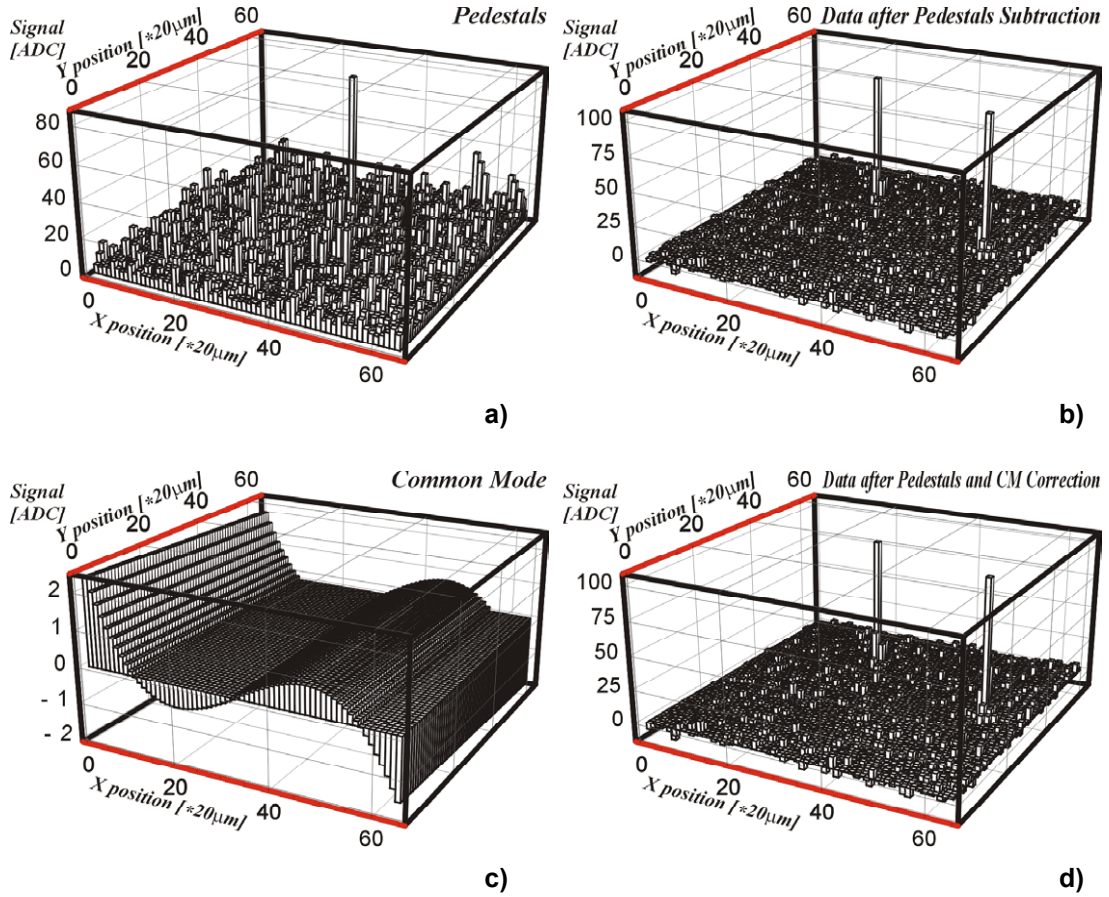 Pedestals
Signal
[ADC]
Y position [*20μm]
0
20
40
60
80
60
40
20
0
0
20
40
60
X position [*20μm]
a)
Data after Pedestals Subtraction
Signal
[ADC]
Y position [*20μm]
0
20
40
60
100
75
50
25
0
0
20
40
60
X position [*20μm]
b)
Common Mode
Signal
[ADC]
Y position [*20μm]
0
20
40
60
2
1
0
- 1
- 2
0
20
40
60
X position [*20μm]
c)
Data after Pedestals and CM Correction
Signal
[ADC]
Y position [*20μm]
0
20
40
60
100
75
50
25
0
0
20
40
60
X position [*20μm]
d)